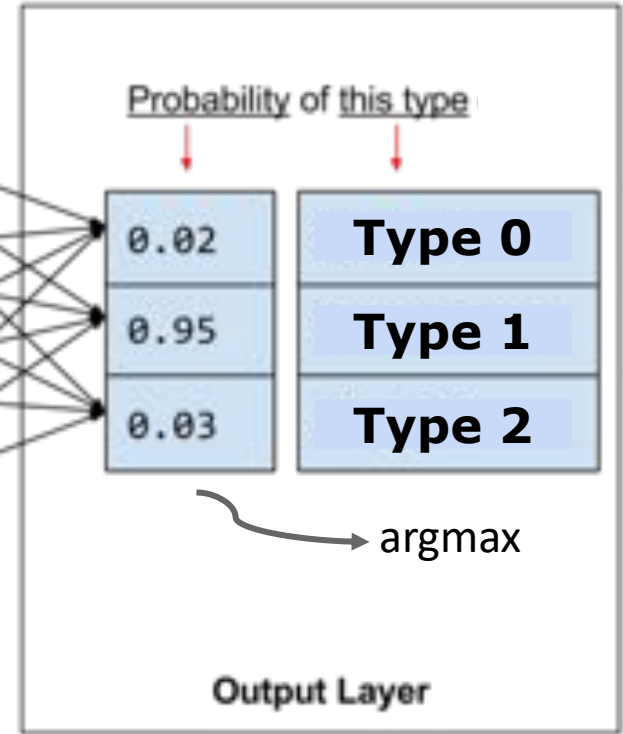 Probability of this type
0.02 Type 0
0.95 Type 1
0.03 Type 2
argmax
Output Layer